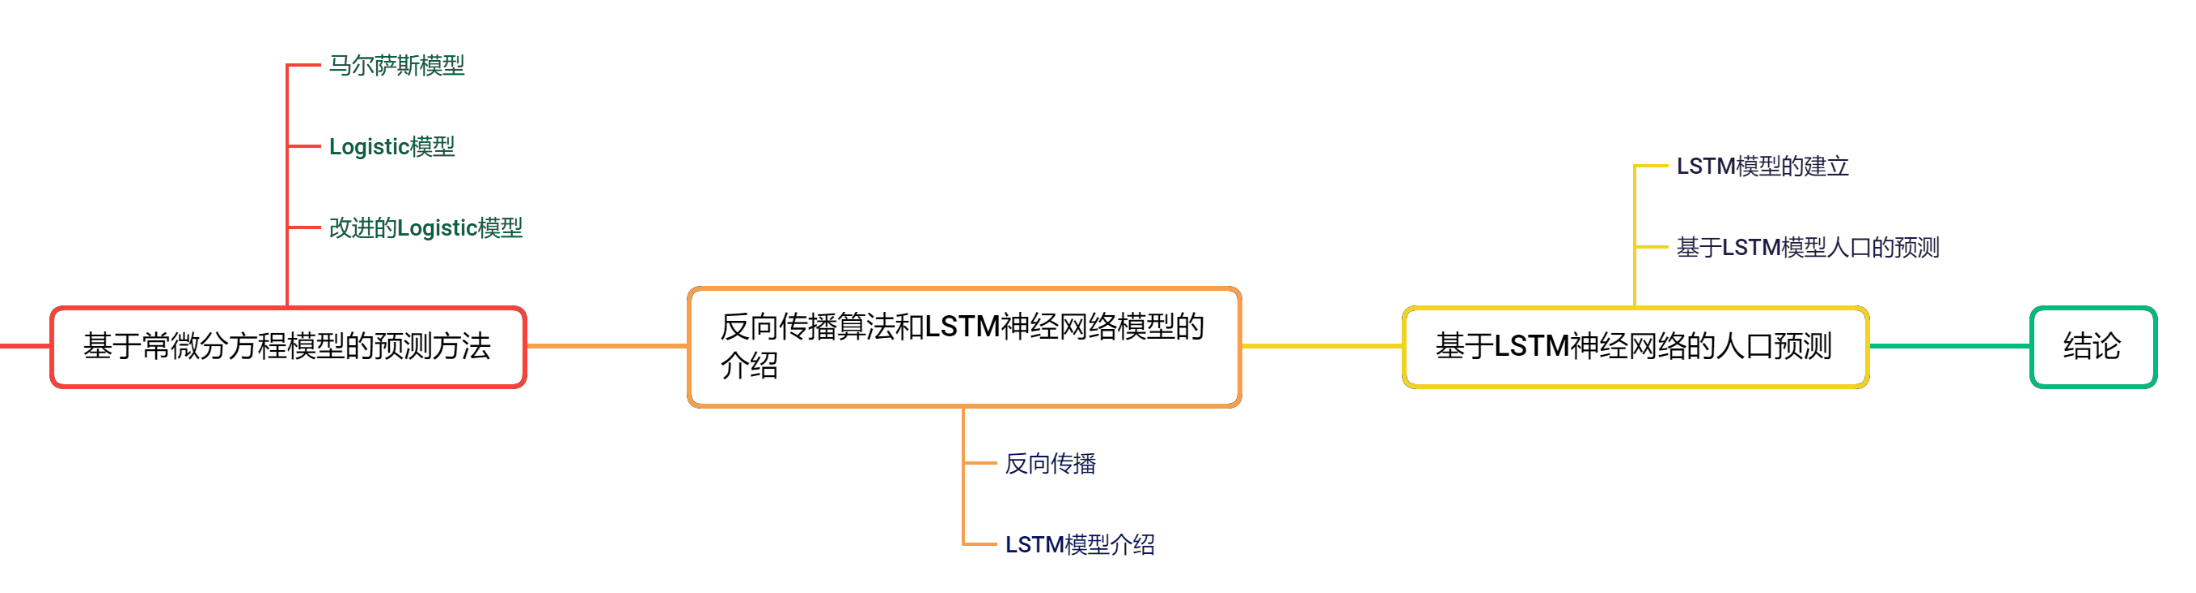 马尔萨斯模型
Logistic模型
改进的Logistic模型
基于常微分方程模型的预测方法
反向传播算法和LSTM神经网络模型的
介绍
反向传播
LSTM模型介绍
LSTM模型的建立
基于LSTM模型人口的预测
基于LSTM神经网络的人口预测
结论